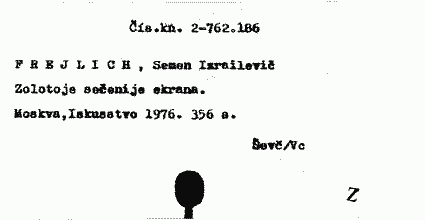 Čís.kn. 2-762.186
F R E J L I C H , Semen Izrailevič
Zolotoje sečenije ekrana.
Moskva,Iskusstvo 1976. 356 s.
Ševč/Vc
Z